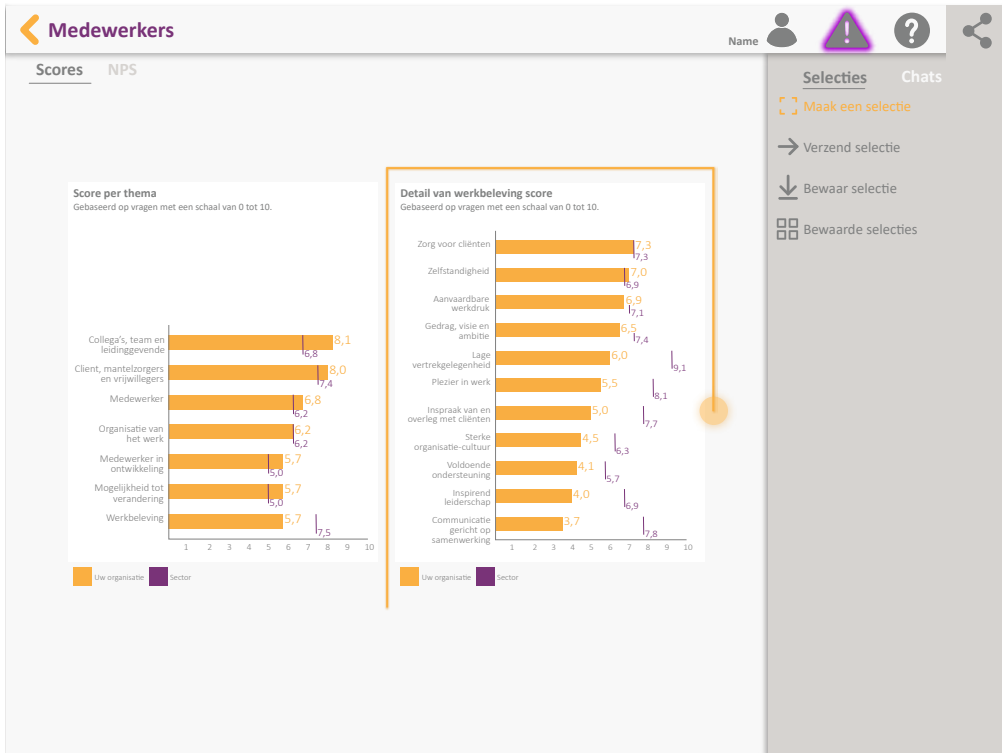 Medewerkers
Name
Scores NPS
Selecties Chats
Maak een selectie
Verzend selectie
Bewaar selectie
Bewaarde selecties
Score per thema
Gebaseerd op vragen met een schaal van 0 tot 10.
Collega's, team en
leidinggevende
8,1
6,8
Client, mantelzorgers
en vrijwillegers
8,0
7,4
Medewerker
6,8
6,2
Organisatie van
het werk
6,2
6,2
Medewerker in
ontwikkeling
5,7
5,0
Mogelijkheid tot
verandering
5,7
5,0
Werkbeleving
5,7
7,5
1 2 3 4 5 6 7 8 9 10
Uw organisatie Sector
Detail van werkbeleving score
Gebaseerd op vragen met een schaal van 0 tot 10.
Zorg voor cliënten
7,3
7,3
Zelfstandigheid
7,0
6,9
Aanvaardbare
werkdruk
6,9
7,1
Gedrag, visie en
ambitie
6,5
7,4
Lage
vertrekgelegenheid
6,0
9,1
Plezier in werk
5,5
8,1
Inspraak van en
overleg met cliënten
5,0
7,7
Sterke
organisatie-cultuur
4,5
6,3
Voldoende
ondersteuning
4,1
5,7
Inspirend
leiderschap
4,0
6,9
Communicatie
gericht op
samenwerking
3,7
7,8
1 2 3 4 5 6 7 8 9 10
Uw organisatie Sector